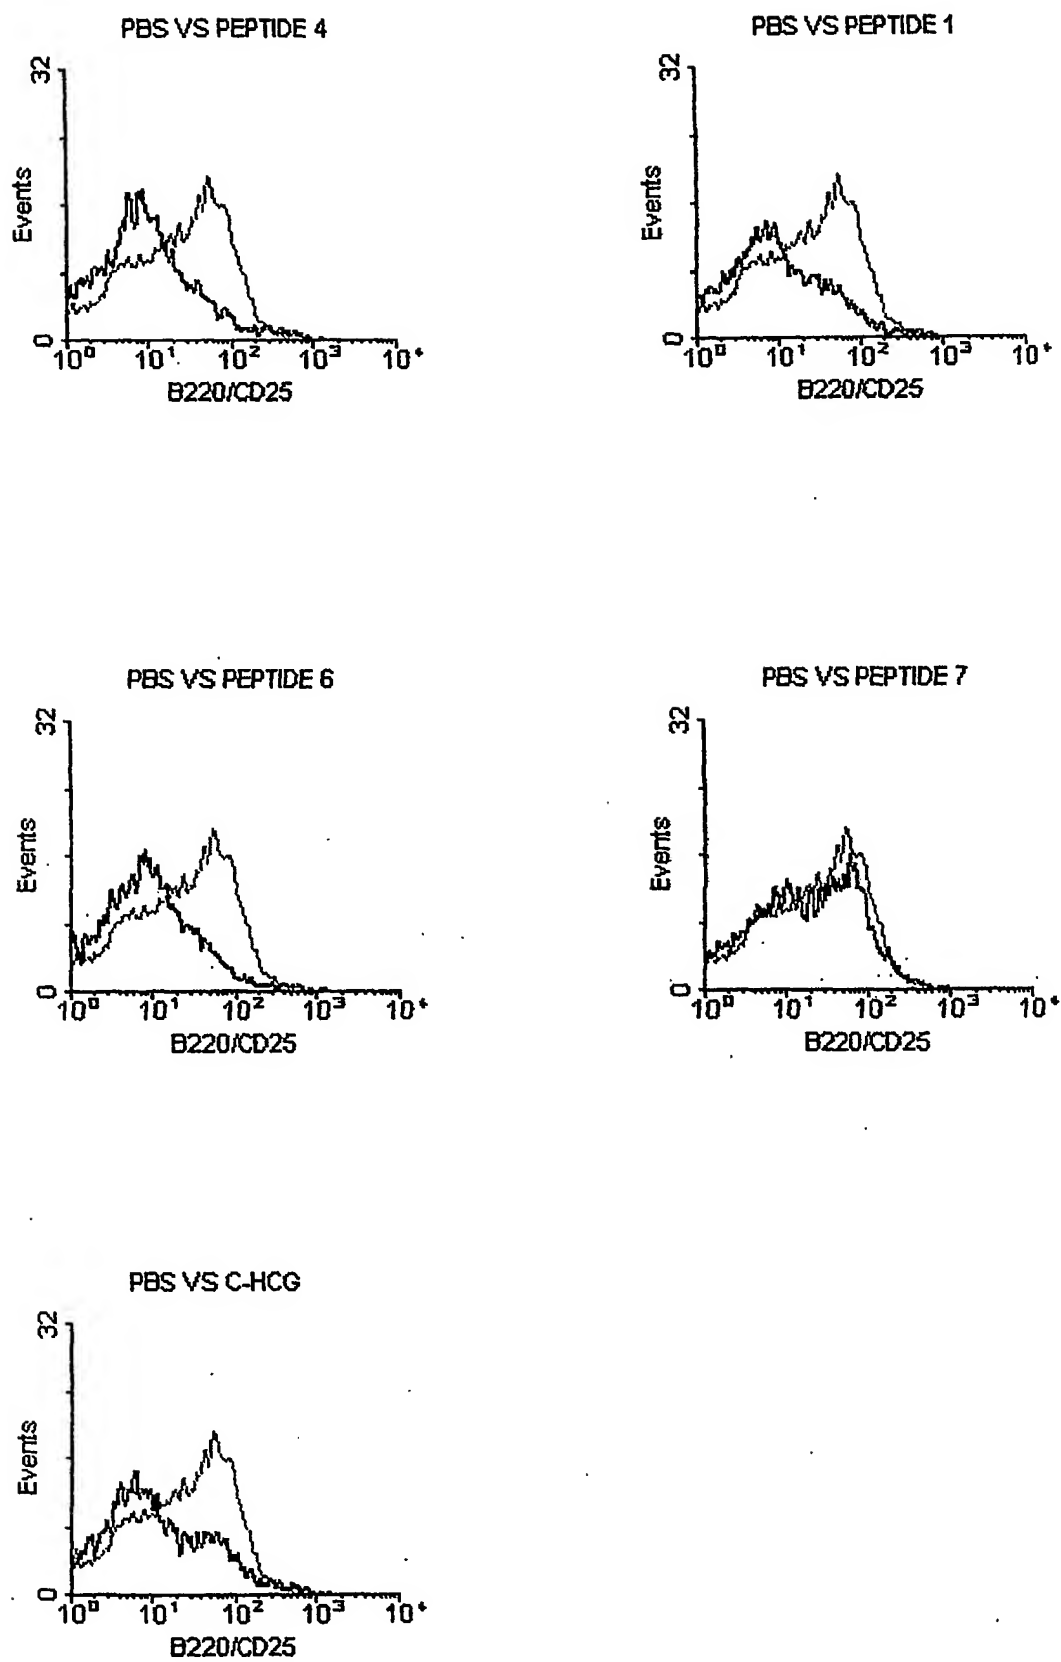 PBS VS PEPTIDE 4
32
Events
0
10⁰ 10¹ 10² 10³ 10⁴
B220/CD25
PBS VS PEPTIDE 1
32
Events
0
10⁰ 10¹ 10² 10³ 10⁴
B220/CD25
PBS VS PEPTIDE 6
32
Events
0
10⁰ 10¹ 10² 10³ 10⁴
B220/CD25
PBS VS PEPTIDE 7
32
Events
0
10⁰ 10¹ 10² 10³ 10⁴
B220/CD25
PBS VS C-HCG
32
Events
0
10⁰ 10¹ 10² 10³ 10⁴
B220/CD25